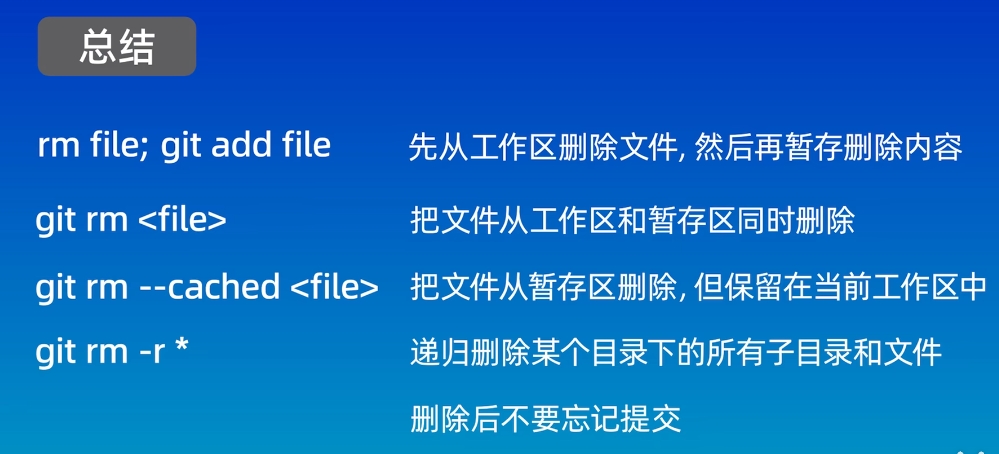 总结
rm file; git add file 先从工作区删除文件, 然后再暂存删除内容
git rm <file> 把文件从工作区和暂存区同时删除
git rm --cached <file> 把文件从暂存区删除, 但保留在当前工作区中
git rm -r * 递归删除某个目录下的所有子目录和文件
删除后不要忘记提交